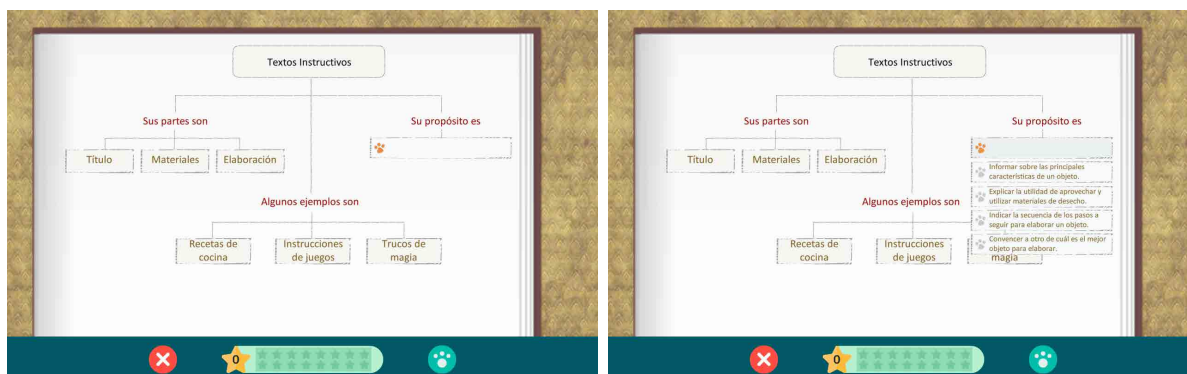 Textos Instructivos
Sus partes son
Su propósito es
Título
Materiales
Elaboración
Algunos ejemplos son
Recetas de
cocina
Instrucciones
de juegos
Trucos de
magia
0
Textos Instructivos
Sus partes son
Su propósito es
Título
Materiales
Elaboración
Informar sobre las principales
características de un objeto.
Explicar la utilidad de aprovechar y
utilizar materiales de desecho.
Indicar la secuencia de los pasos a
seguir para elaborar un objeto.
Convencer a otro de cuál es el mejor
objeto para elaborar.
Algunos ejemplos son
Recetas de
cocina
Instrucciones
de juegos
magia
0